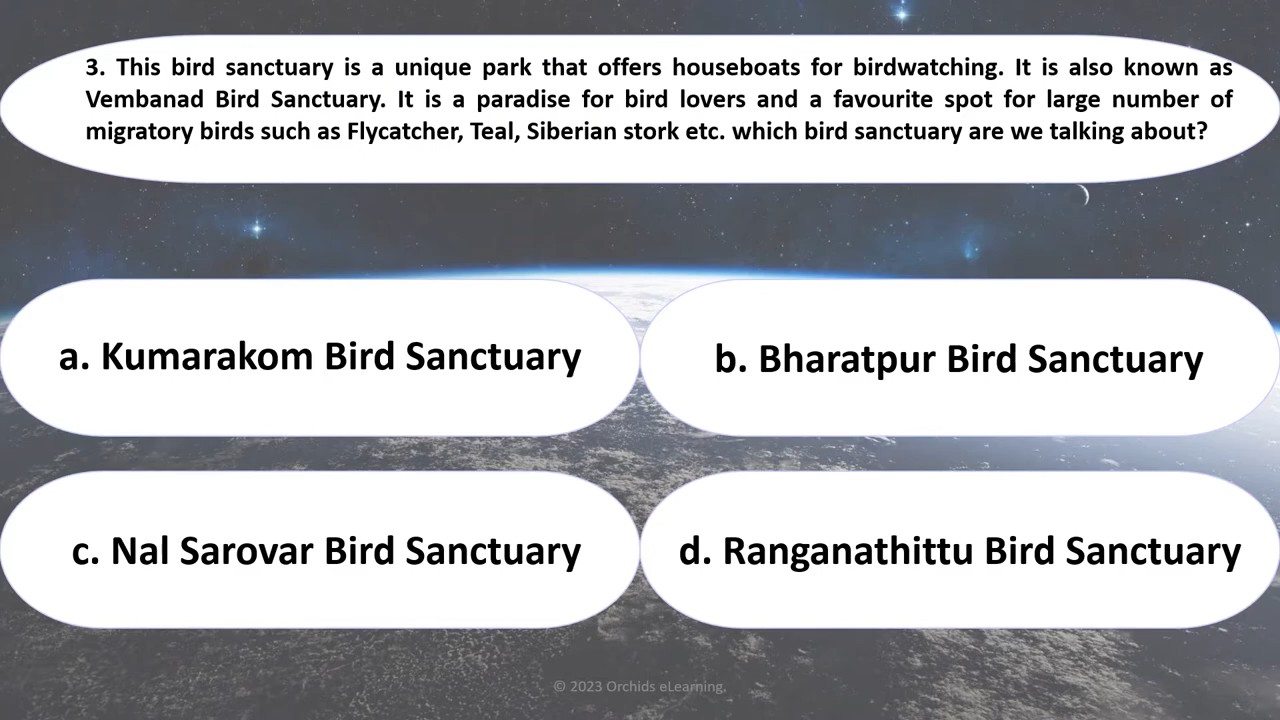 3. This bird sanctuary is a unique park that offers houseboats for birdwatching. It is also known as
Vembanad Bird Sanctuary. It is a paradise for bird lovers and a favourite spot for large number of
migratory birds such as Flycatcher, Teal, Siberian stork etc. which bird sanctuary are we talking about?
a. Kumarakom Bird Sanctuary
b. Bharatpur Bird Sanctuary
c. Nal Sarovar Bird Sanctuary
d. Ranganathittu Bird Sanctuary
© 2023 Orchids eLearning.